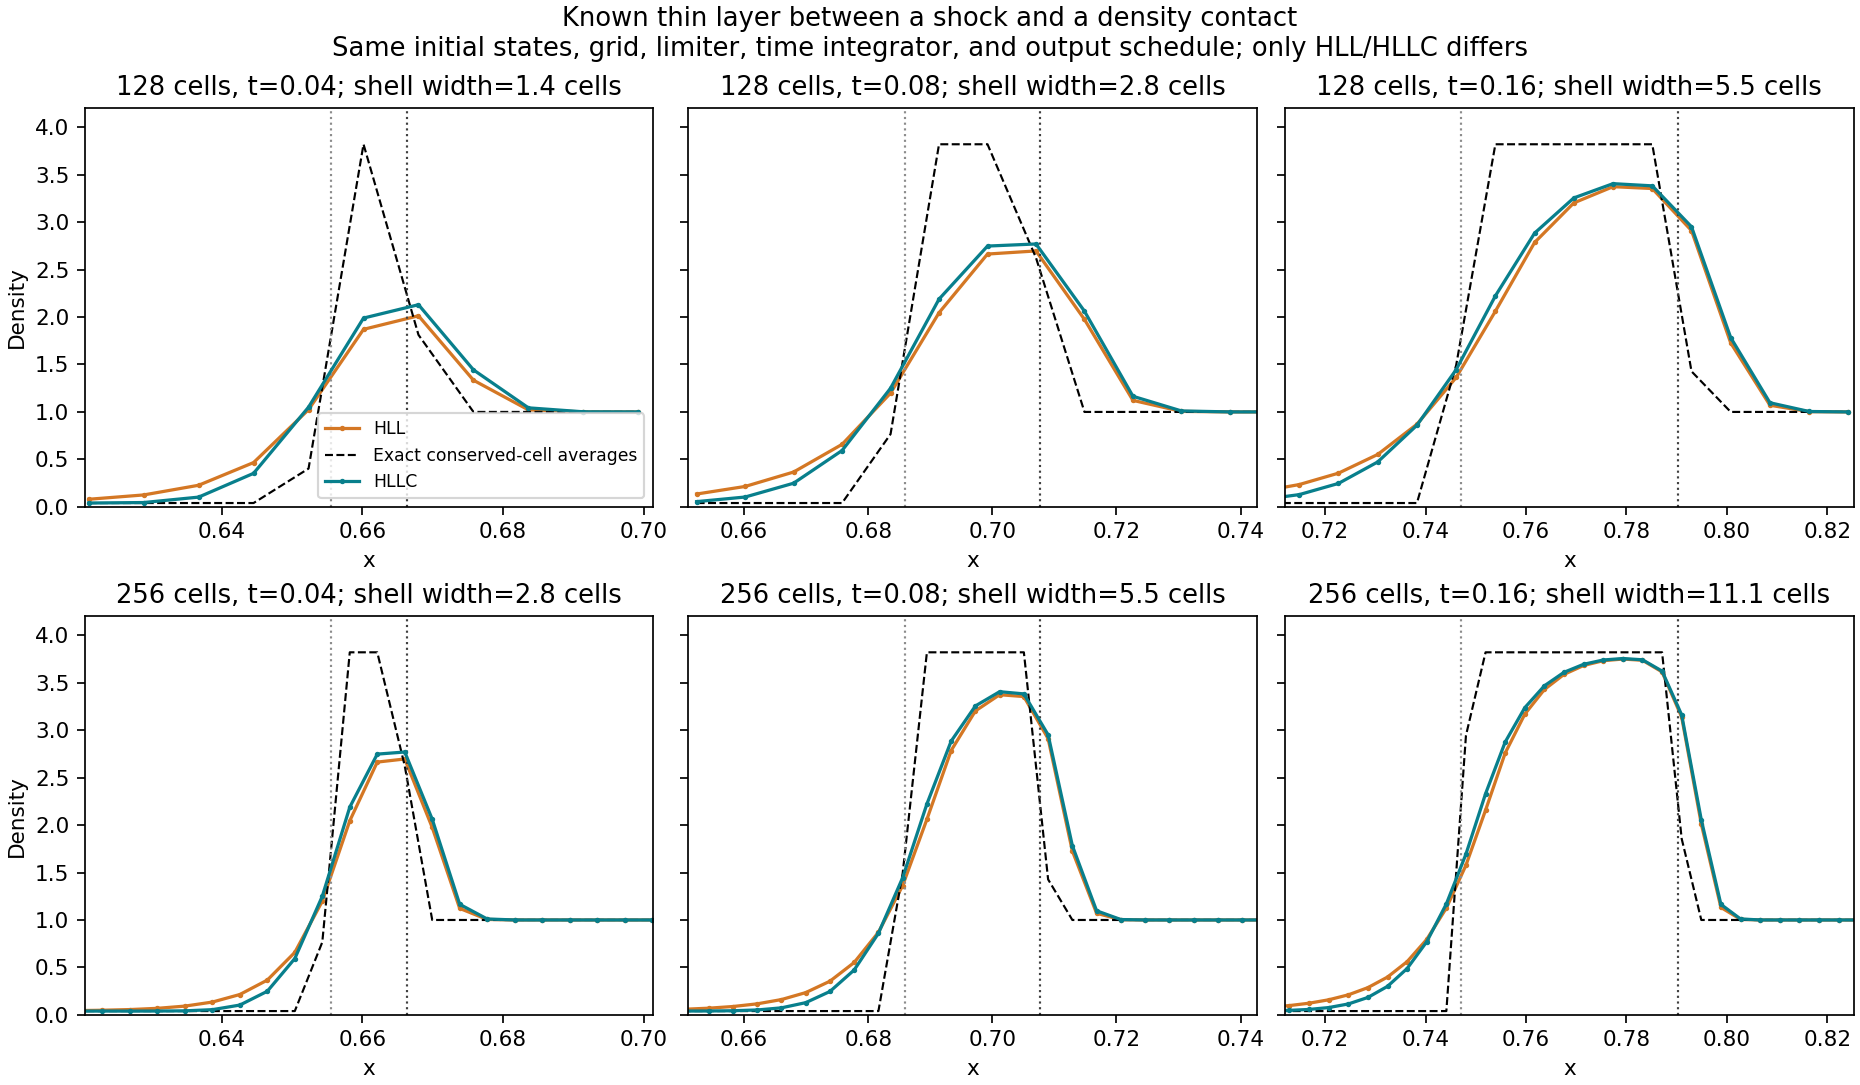 Known thin layer between a shock and a density contact
Same initial states, grid, limiter, time integrator, and output schedule; only HLL/HLLC differs
128 cells, t=0.04; shell width=1.4 cells
128 cells, t=0.08; shell width=2.8 cells
128 cells, t=0.16; shell width=5.5 cells
Density
4.0
3.5
3.0
2.5
2.0
1.5
1.0
0.5
0.0
HLL
Exact conserved-cell averages
HLLC
0.64 0.66 0.68 0.70
x
0.66 0.68 0.70 0.72 0.74
x
0.72 0.74 0.76 0.78 0.80 0.82
x
256 cells, t=0.04; shell width=2.8 cells
256 cells, t=0.08; shell width=5.5 cells
256 cells, t=0.16; shell width=11.1 cells
Density
4.0
3.5
3.0
2.5
2.0
1.5
1.0
0.5
0.0
0.64 0.66 0.68 0.70
x
0.66 0.68 0.70 0.72 0.74
x
0.72 0.74 0.76 0.78 0.80 0.82
x